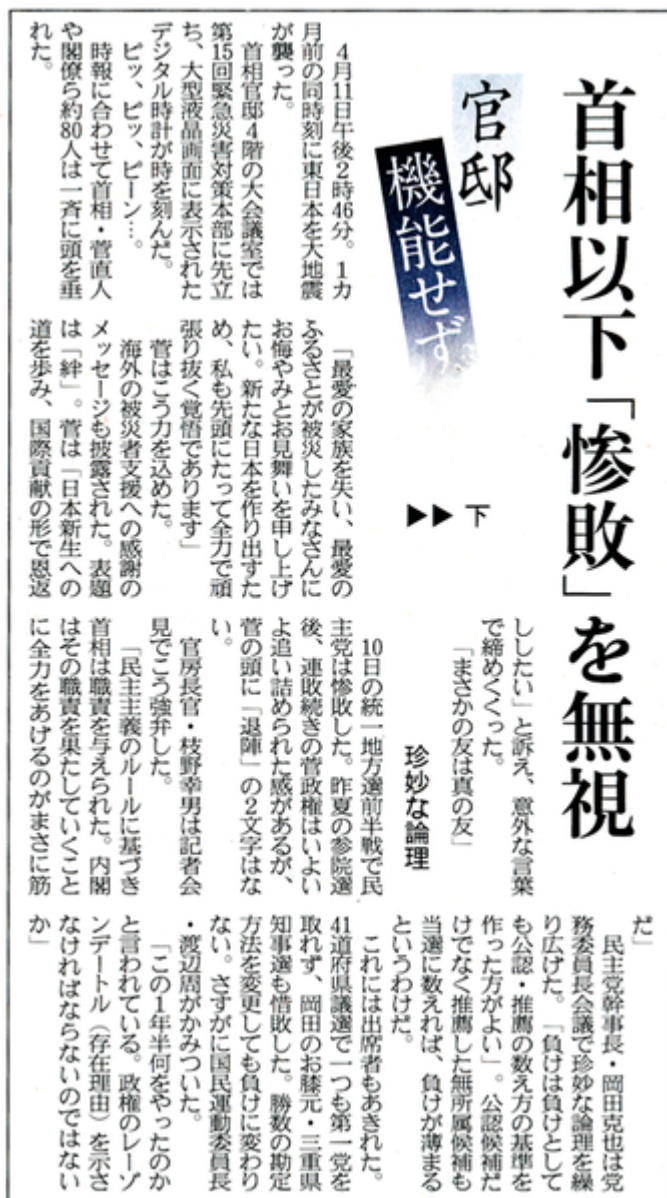 首相以下「惨敗」を無視
官邸
機能せず
▶▶下
4月11日午後2時46分。1カ
月前の同時刻に東日本を大地震
が襲った。
首相官邸4階の大会議室では
第15回緊急災害対策本部に先立
ち、大型液晶画面に表示された
デジタル時計が時を刻んだ。
ピッ、ピッ、ピーン…。
時報に合わせて首相・菅直人
や閣僚ら約80人は一斉に頭を垂
れた。
「最愛の家族を失い、最愛の
ふるさとが被災したみなさんに
お悔やみとお見舞いを申し上げ
たい。新たな日本を作り出すた
め、私も先頭にたって全力で頑
張り抜く覚悟であります」
菅はこう力を込めた。
海外の被災者支援への感謝の
メッセージも披露された。表題
は「絆」。菅は「日本新生への
道を歩み、国際貢献の形で恩返
ししたい」と訴え、意外な言葉
で締めくくった。
「まさかの友は真の友」
珍妙な論理
10日の統一地方選前半戦で民
主党は惨敗した。昨夏の参院選
後、連敗続きの菅政権はいよい
よ追い詰められた感があるが、
菅の頭に「退陣」の2文字はな
い。
官房長官・枝野幸男は記者会
見でこう強弁した。
「民主主義のルールに基づき
首相は職責を与えられた。内閣
はその職責を果たしていくこと
に全力をあげるのがまさに筋
だ」
民主党幹事長・岡田克也は党
務委員長会議で珍妙な論理を繰
り広げた。「負けは負けとして
も公認・推薦の数え方の基準を
作った方がよい」。公認候補だ
けでなく推薦した無所属候補も
当選に数えれば、負けが薄まる
というわけだ。
これには出席者もあきれた。
41道府県議選で一つも第一党を
取れず、岡田のお膝元・三重県
知事選も惜敗した。勝数の勘定
方法を変更しても負けに変わり
ない。さすがに国民運動委員長
・渡辺周がかみついた。
「この1年半何をやったのか
と言われている。政権のレーゾ
ンデートル（存在理由）を示さ
なければならないのではない
か」